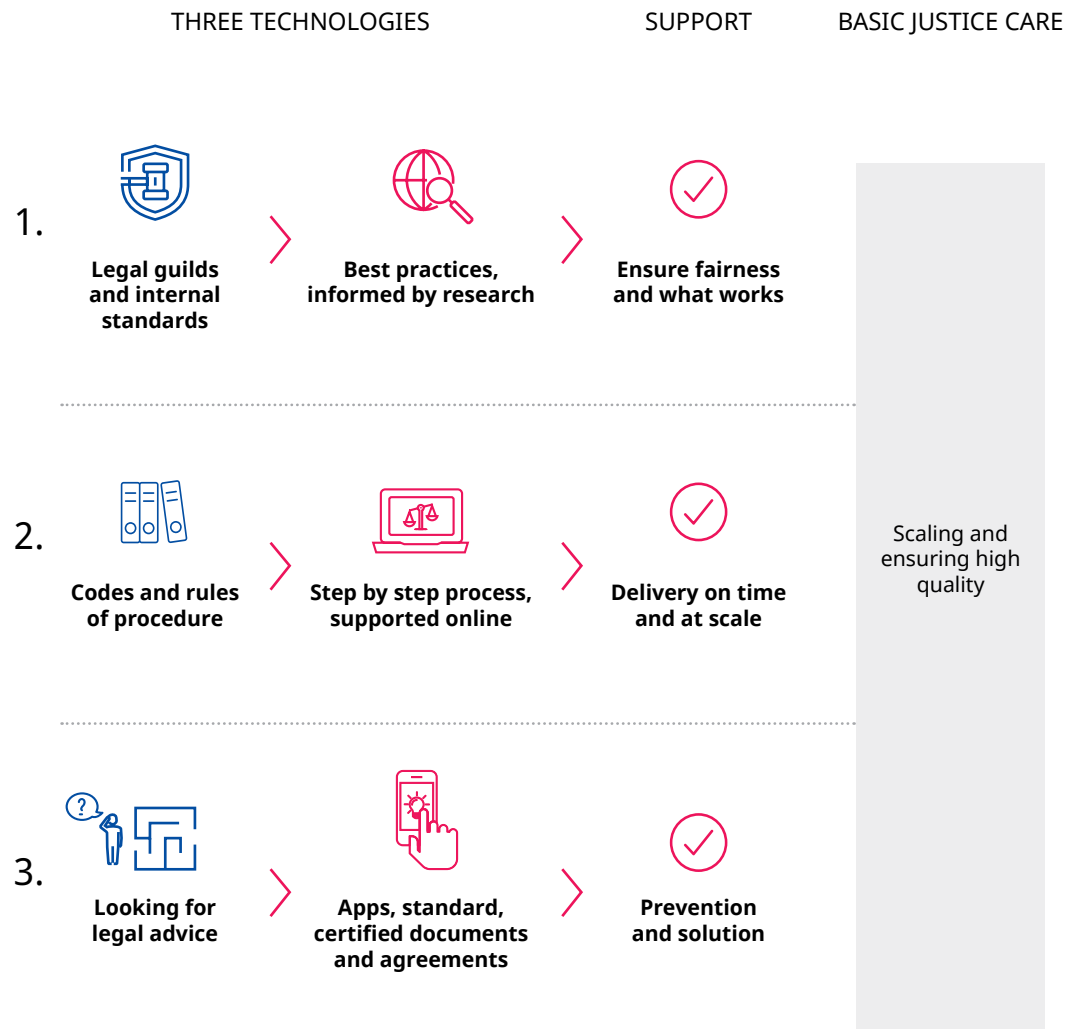 THREE TECHNOLOGIES
SUPPORT
BASIC JUSTICE CARE
1.
Legal guilds
and internal
standards
Best practices,
informed by research
Ensure fairness
and what works
2.
Codes and rules
of procedure
Step by step process,
supported online
Delivery on time
and at scale
Scaling and
ensuring high
quality
3.
?
Looking for
legal advice
Apps, standard,
certified documents
and agreements
Prevention
and solution